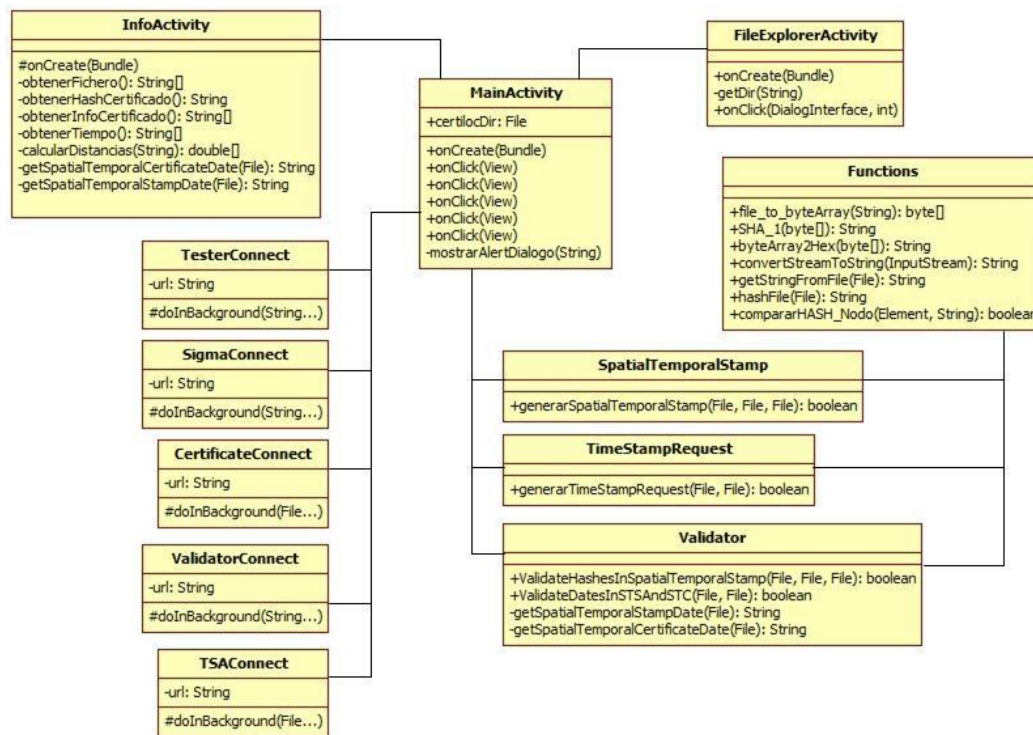 InfoActivity
#onCreate(Bundle)
-obtenerFichero(): String[]
-obtenerHashCertificado(): String
-obtenerInfoCertificado(): String
-obtenerTiempo(): String[]
-calcularDistancias(String): double[]
-getSpatialTemporalCertificateDate(File): String
-getSpatialTemporalStampDate(File): String
FileExplorerActivity
+onCreate(Bundle)
-getDir(String)
+onClick(DialogInterface, int)
MainActivity
+certilocDir: File
+onCreate(Bundle)
+onClick(View)
+onClick(View)
+onClick(View)
+onClick(View)
+onClick(View)
-mostrarAlertDialogo(String)
Functions
+file_to_byteArray(String): byte[]
+SHA_1(byte[]): String
+byteArray2Hex(byte[]): String
+convertStreamToString(InputStream): String
+getStringFromFile(File): String
+hashFile(File): String
+compararHASH_Nodo(Element, String): boolean
TesterConnect
-url: String
#doInBackground(String...)
SigmaConnect
-url: String
#doInBackground(String...)
CertificateConnect
-url: String
#doInBackground(File...)
ValidatorConnect
-url: String
#doInBackground(String...)
TSAConnect
-url: String
#doInBackground(File...)
SpatialTemporalStamp
+generarSpatialTemporalStamp(File, File, File): boolean
TimeStampRequest
+generarTimeStampRequest(File, File): boolean
Validator
+ValidateHashesInSpatialTemporalStamp(File, File, File): boolean
+ValidateDatesInSTSAndSTC(File, File): boolean
-getSpatialTemporalStampDate(File): String
-getSpatialTemporalCertificateDate(File): String